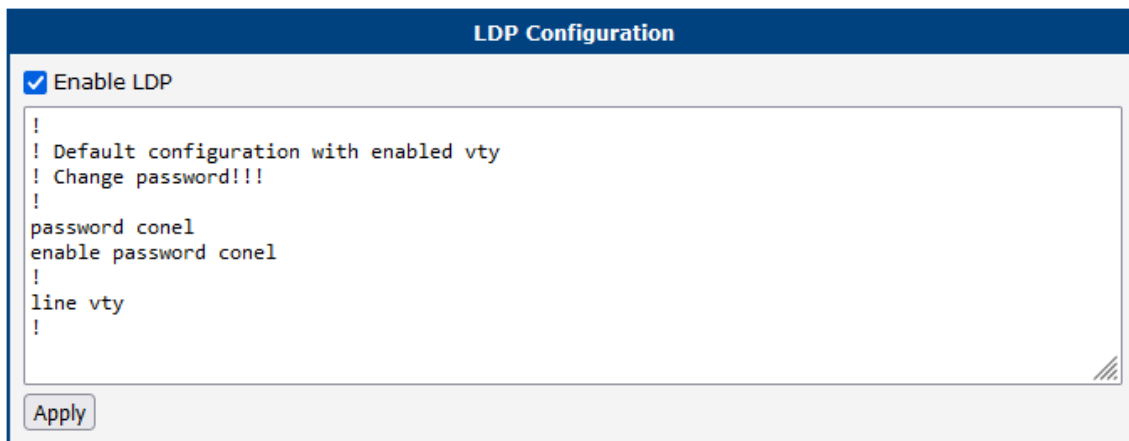 LDP Configuration
Enable LDP
!
! Default configuration with enabled vty
! Change password!!!
!
password conel
enable password conel
!
line vty
!
Apply